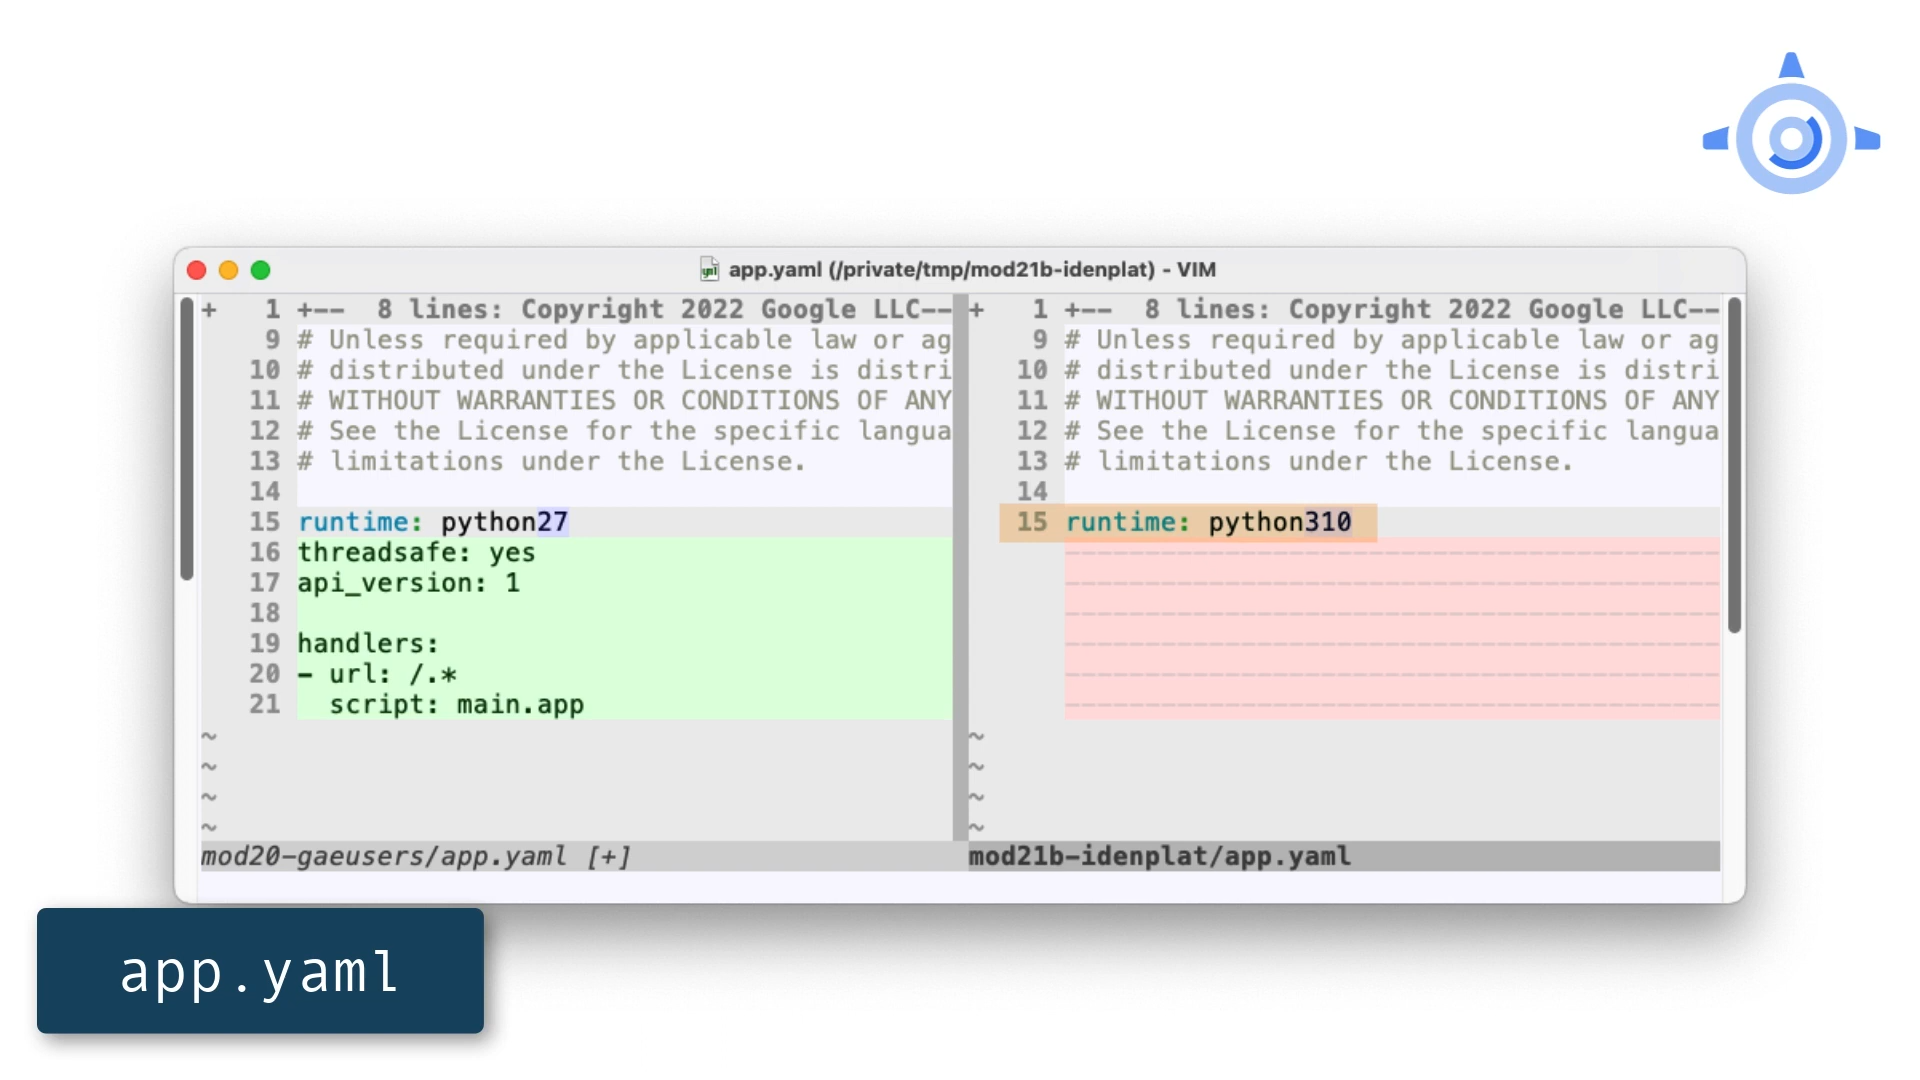 app.yaml (/private/tmp/mod21b-idenplat) - VIM
+ 1 +-- 8 lines: Copyright 2022 Google LLC--
9 # Unless required by applicable law or ag
10 # distributed under the License is distri
11 # WITHOUT WARRANTIES OR CONDITIONS OF ANY
12 # See the License for the specific langua
13 # limitations under the License.
14
15 runtime: python27
16 threadsafe: yes
17 api_version: 1
18
19 handlers:
20 - url: /.*
21   script: main.app
~
~
~
~
mod20-gaeusers/app.yaml [+]
+ 1 +-- 8 lines: Copyright 2022 Google LLC--
9 # Unless required by applicable law or ag
10 # distributed under the License is distri
11 # WITHOUT WARRANTIES OR CONDITIONS OF ANY
12 # See the License for the specific langua
13 # limitations under the License.
14
15 runtime: python310
~
~
~
~
mod21b-idenplat/app.yaml
app.yaml